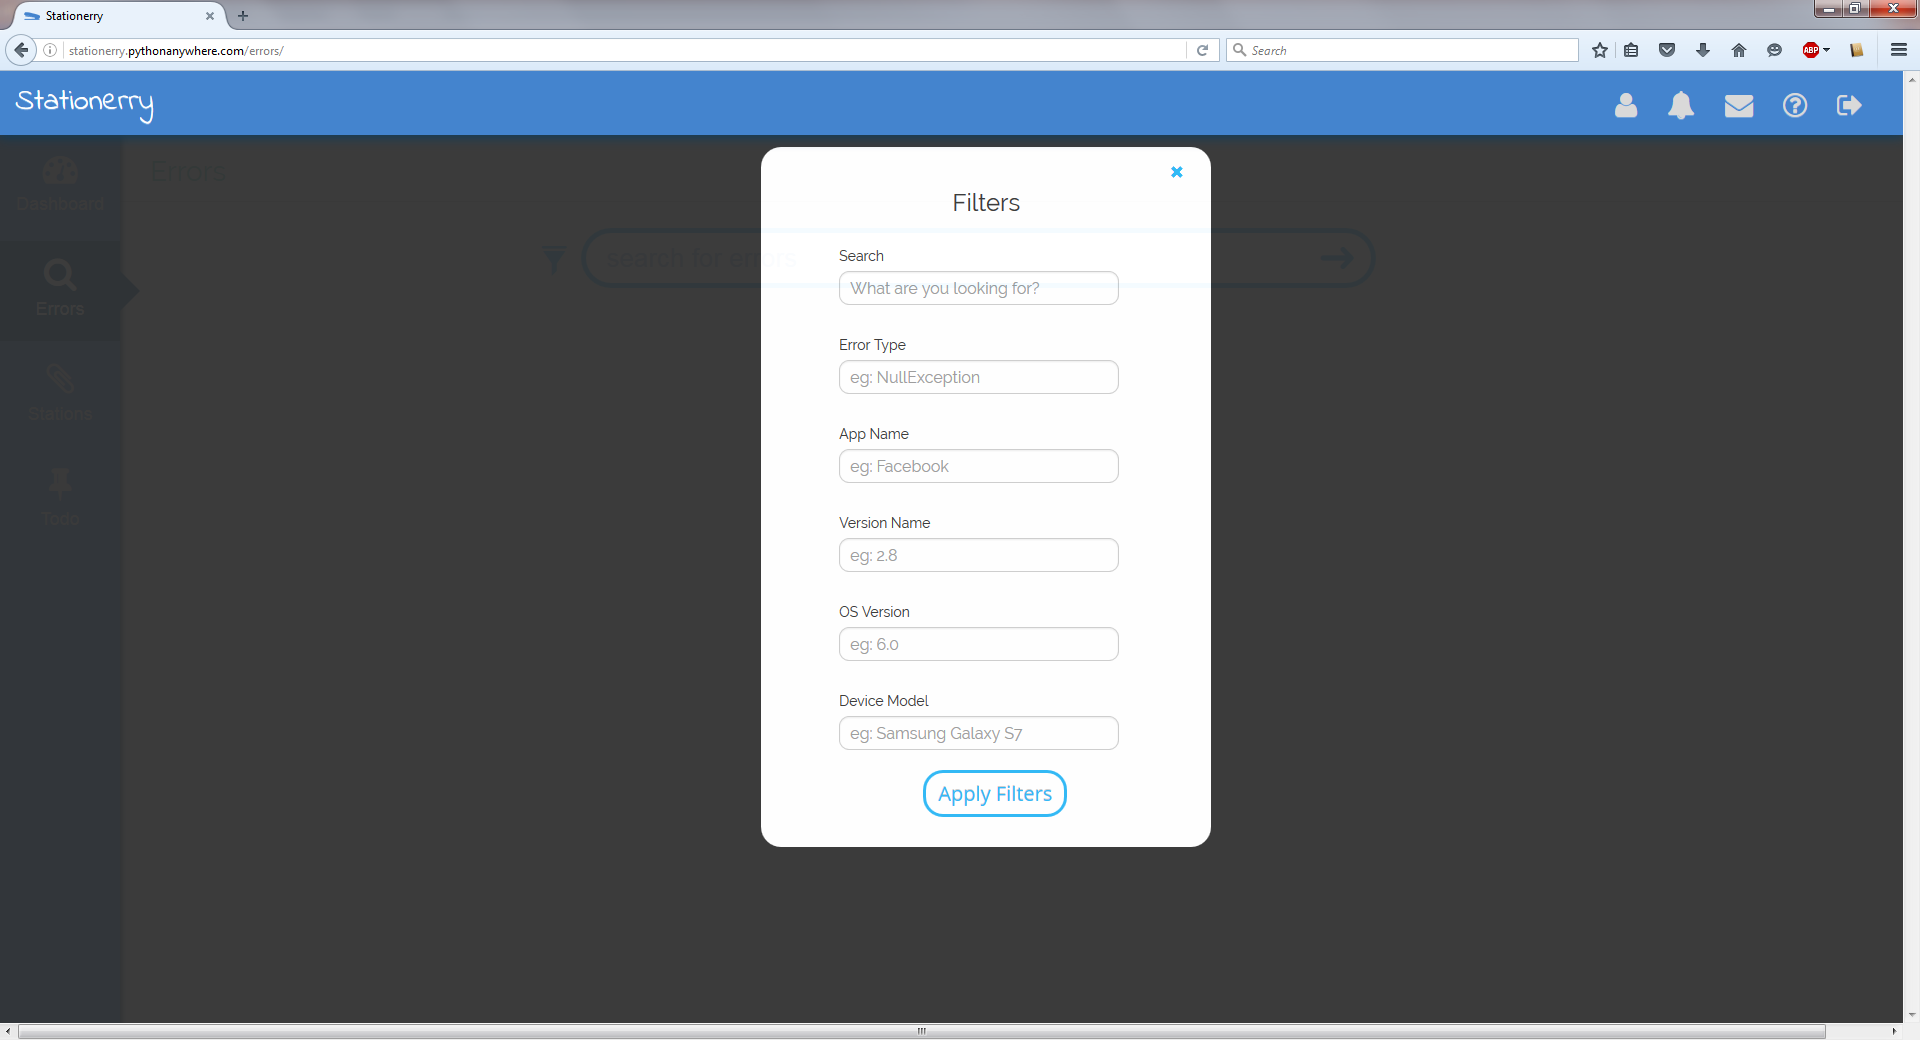 Stationerry
stationerry.pythonanywhere.com/errors/
Search
ABP
Stationerry
Dashboard
Errors
Stations
Todo
Errors
search for errors
Filters
Search
What are you looking for?
Error Type
eg: NullException
App Name
eg: Facebook
Version Name
eg: 2.8
OS Version
eg: 6.0
Device Model
eg: Samsung Galaxy S7
Apply Filters